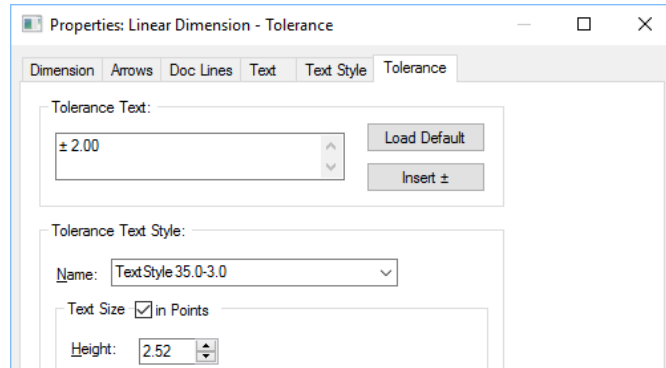 Properties: Linear Dimension - Tolerance
Dimension Arrows Doc Lines Text Text Style Tolerance
Tolerance Text:
± 2.00
Load Default
Insert ±
Tolerance Text Style:
Name: TextStyle 35.0-3.0
Text Size in Points
Height: 2.52